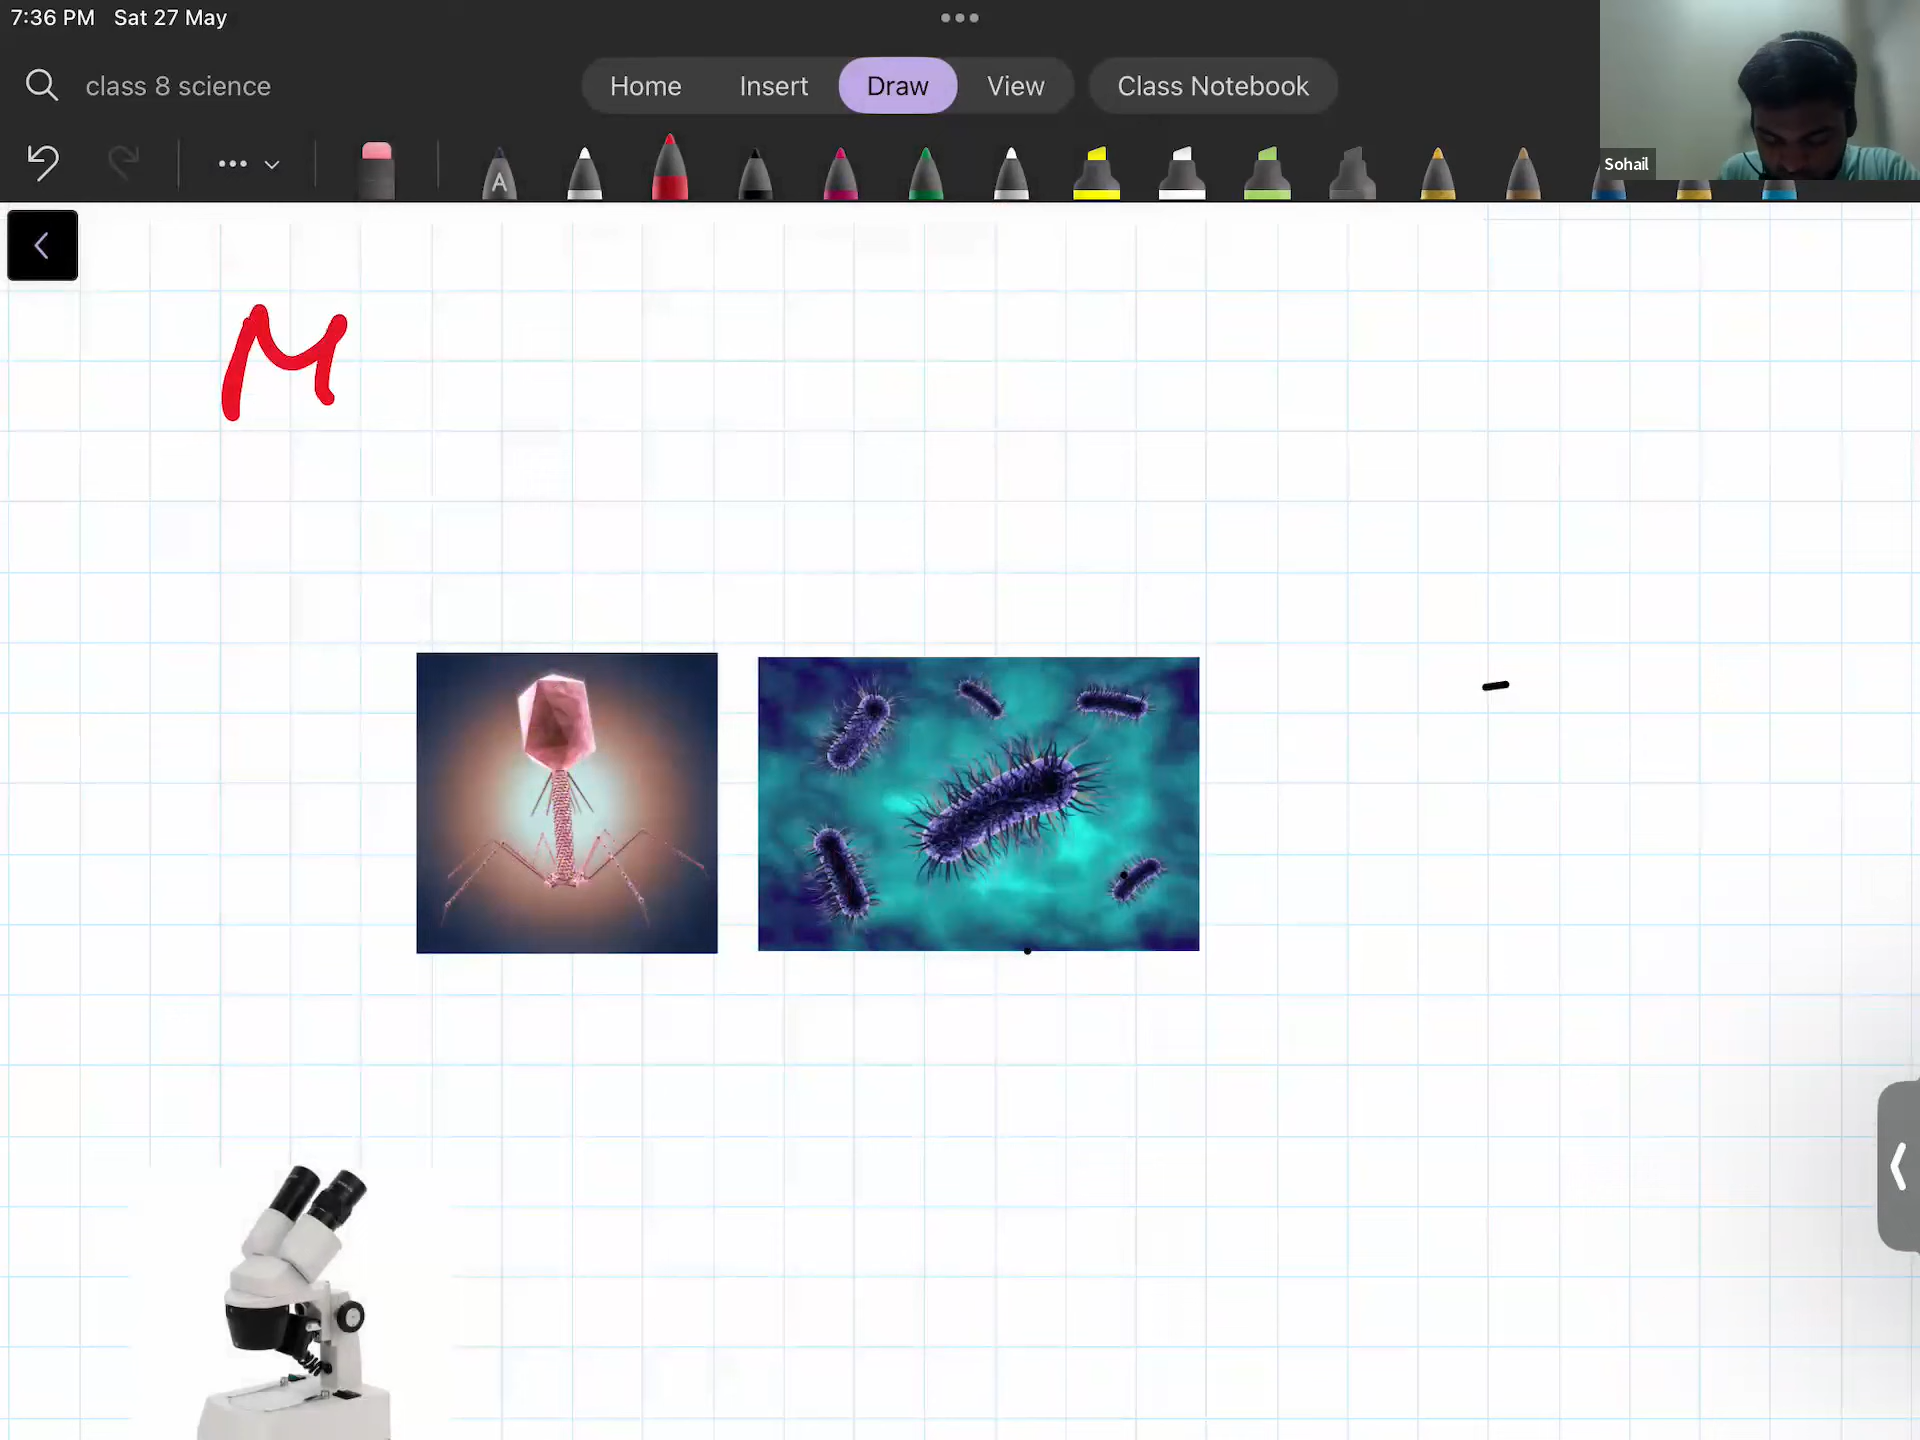 7:36 PM Sat 27 May
class 8 science
Home Insert Draw View Class Notebook
A
Sohail
M